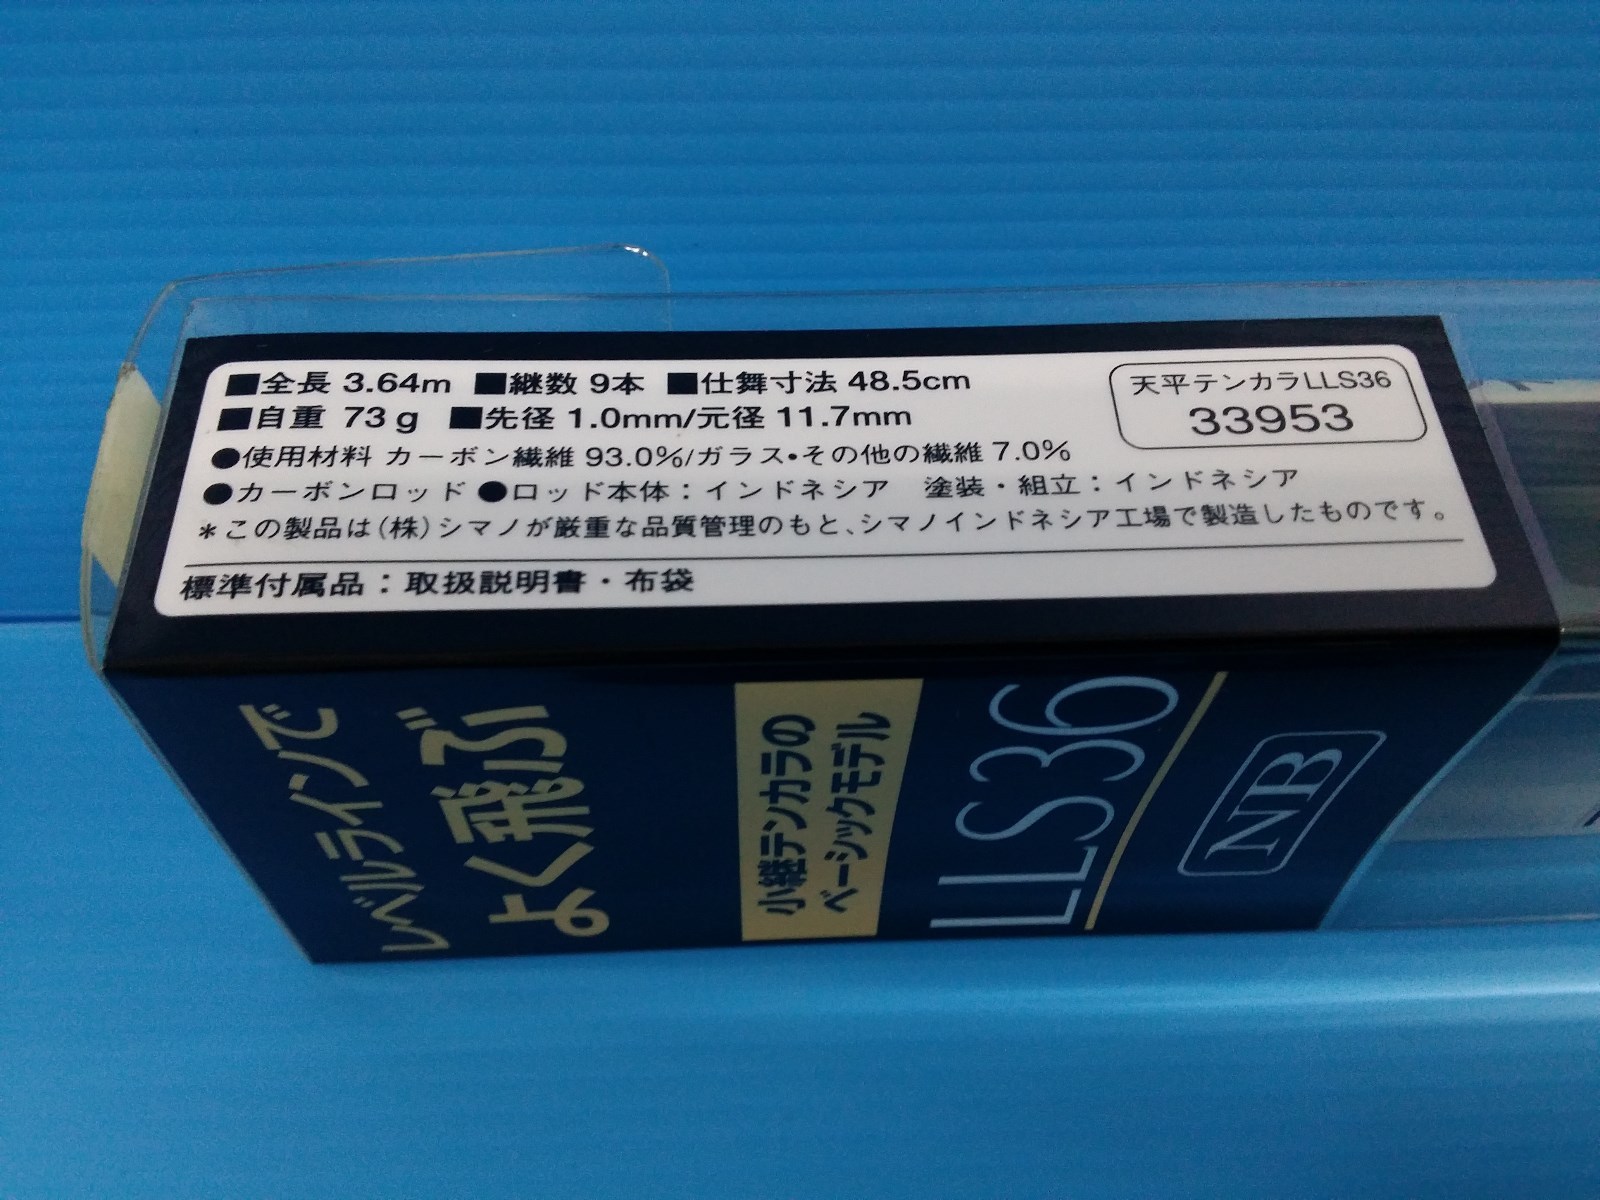 ■全長 3.64m ■継数 9本 ■仕舞寸法 48.5cm
■自重 73g ■先径 1.0mm/元径 11.7mm
●使用材料 カーボン繊維 93.0%/ガラス・その他の繊維 7.0%
●カーボンロッド ●ロッド本体：インドネシア 塗装・組立：インドネシア
＊この製品は(株)シマノが厳重な品質管理のもと、シマノインドネシア工場で製造したものです。
標準付属品：取扱説明書・布袋
天平テンカラLLS36
33953
レベルラインで
よく飛ぶ
小継テンカラの
ベーシックモデル
LLS36
NB